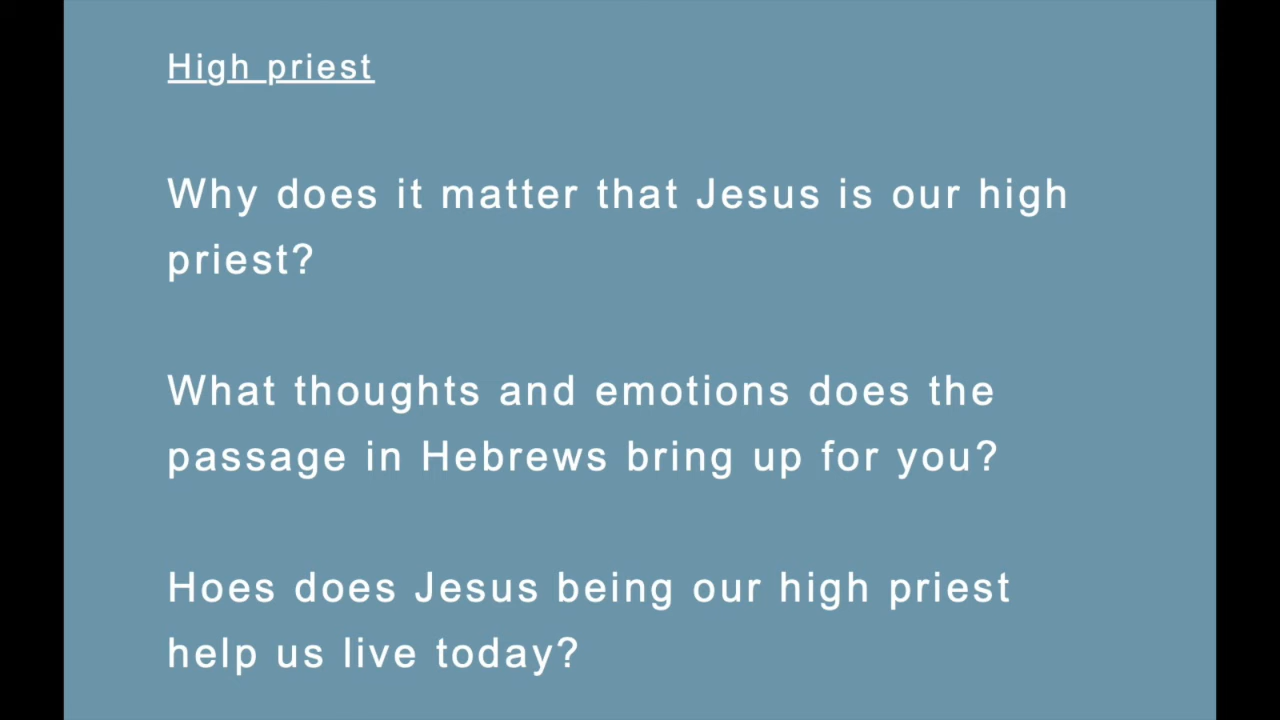 High priest
Why does it matter that Jesus is our high
priest?
What thoughts and emotions does the
passage in Hebrews bring up for you?
Hoes does Jesus being our high priest
help us live today?